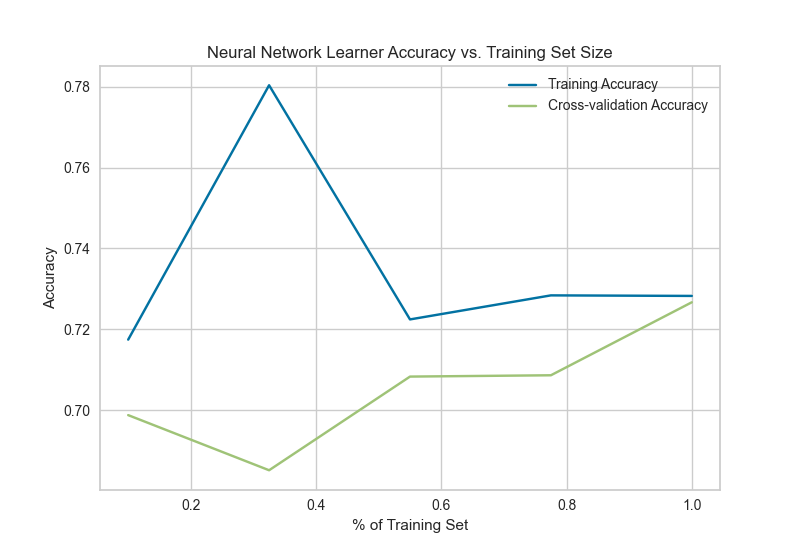 Neural Network Learner Accuracy vs. Training Set Size
Training Accuracy
Cross-validation Accuracy
0.78
0.76
0.74
0.72
0.70
Accuracy
0.2
0.4
0.6
0.8
1.0
% of Training Set